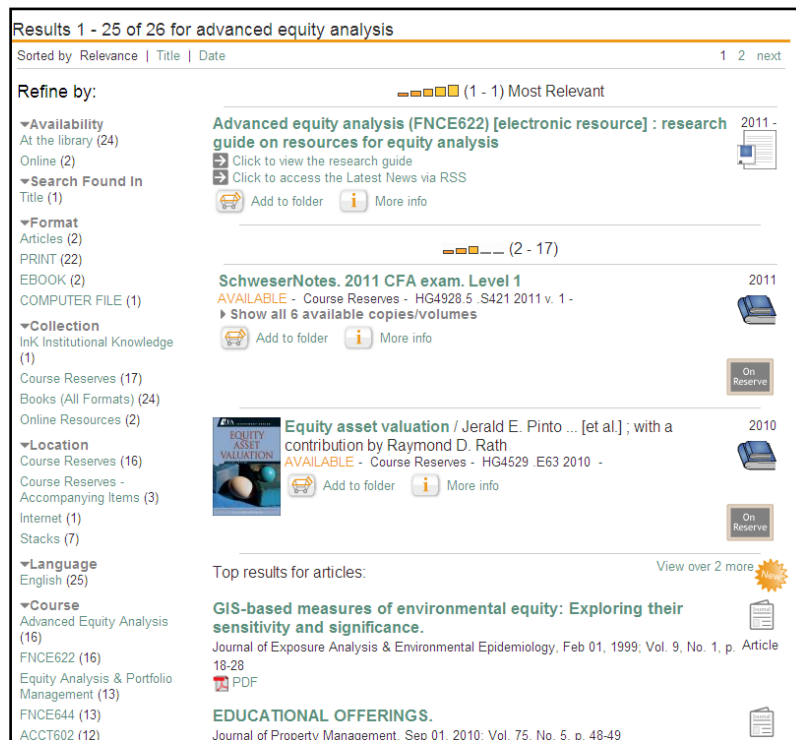 Results 1 - 25 of 26 for advanced equity analysis
Sorted by Relevance | Title | Date
1 2 next
Refine by:
▾Availability
At the library (24)
Online (2)
▾Search Found In
Title (1)
▾Format
Articles (2)
PRINT (22)
EBOOK (2)
COMPUTER FILE (1)
▾Collection
InK Institutional Knowledge
(1)
Course Reserves (17)
Books (All Formats) (24)
Online Resources (2)
▾Location
Course Reserves (16)
Course Reserves -
Accompanying Items (3)
Internet (1)
Stacks (7)
▾Language
English (25)
▾Course
Advanced Equity Analysis
(16)
FNCE622 (16)
Equity Analysis & Portfolio
Management (13)
FNCE644 (13)
ACCT602 (12)
(1 - 1) Most Relevant
Advanced equity analysis (FNCE622) [electronic resource] : research
guide on resources for equity analysis
2011 -
Click to view the research guide
Click to access the Latest News via RSS
Add to folder i More info
(2 - 17)
SchweserNotes. 2011 CFA exam. Level 1
2011
AVAILABLE - Course Reserves - HG4928.5 .S421 2011 v. 1 -
Show all 6 available copies/volumes
Add to folder i More info
On
Reserve
EQUITY
ASSET
VALUATION
Equity asset valuation / Jerald E. Pinto ... [et al.] ; with a
contribution by Raymond D. Rath
2010
AVAILABLE - Course Reserves - HG4529 .E63 2010 -
Add to folder i More info
On
Reserve
Top results for articles:
View over 2 more
New
GIS-based measures of environmental equity: Exploring their
sensitivity and significance.
Journal of Exposure Analysis & Environmental Epidemiology, Feb 01, 1999; Vol. 9, No. 1, p.
18-28
Article
PDF
EDUCATIONAL OFFERINGS.
Journal of Property Management, Sep 01, 2010; Vol. 75, No. 5, p. 48-49